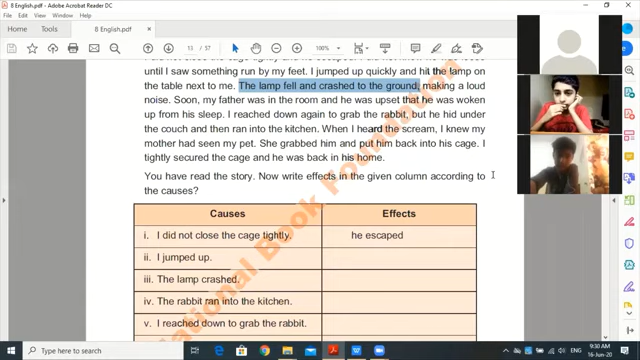 8 English.pdf - Adobe Acrobat Reader DC
File Edit View Window Help
Home Tools 8 English.pdf ×
13 / 57 100%
until I saw something run by my feet. I jumped up quickly and hit the lamp on
the table next to me. The lamp fell and crashed to the ground, making a loud
noise. Soon, my father was in the room and he was upset that he was woken
up from his sleep. I reached down again to grab the rabbit, but he hid under
the couch and then ran into the kitchen. When I heard the scream, I knew my
mother had seen my pet. She grabbed him and put him back into his cage. I
tightly secured the cage and he was back in his home.
You have read the story. Now write effects in the given column according to
the causes?
Causes Effects
i. I did not close the cage tightly. he escaped
ii. I jumped up.
iii. The lamp crashed.
iv. The rabbit ran into the kitchen.
v. I reached down to grab the rabbit.
National Book Foundation
ENG 9:30 AM
16-Jun-20